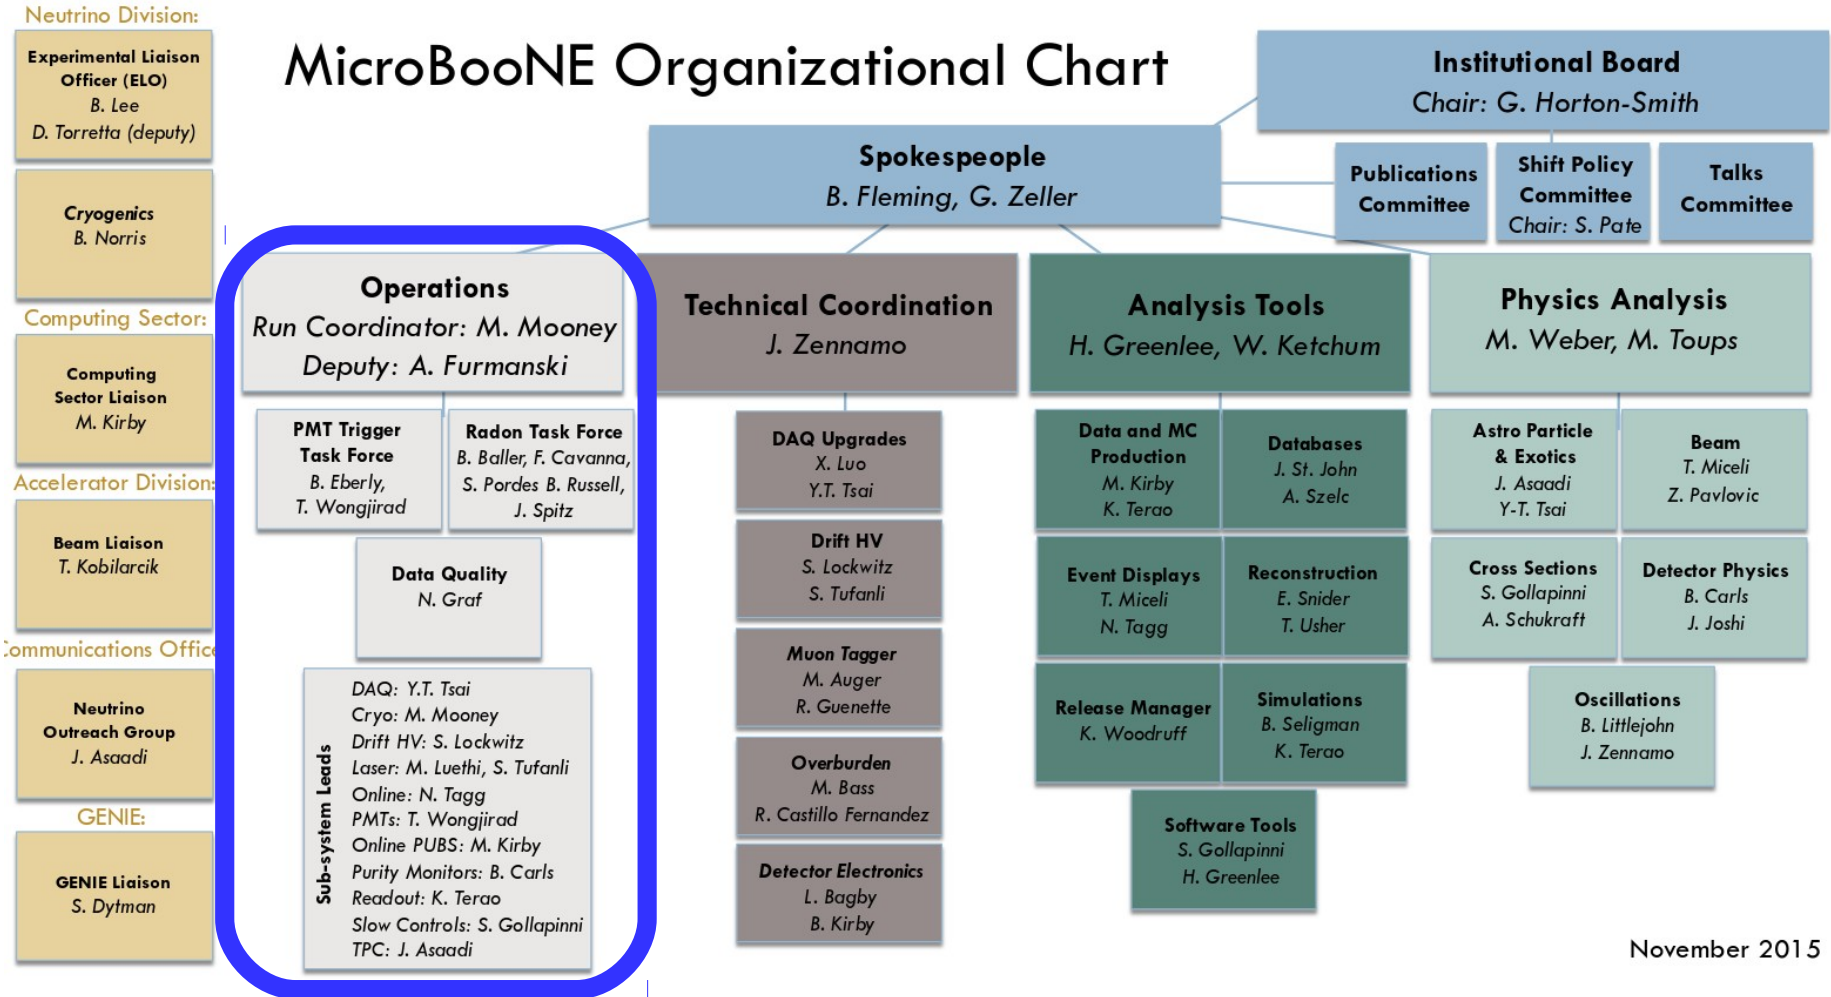 Neutrino Division:
Experimental Liaison
Officer (ELO)
B. Lee
D. Torretta (deputy)
Cryogenics
B. Norris
Computing Sector:
Computing
Sector Liaison
M. Kirby
Accelerator Division:
Beam Liaison
T. Kobilarcik
Communications Office
Neutrino
Outreach Group
J. Asaadi
GENIE:
GENIE Liaison
S. Dytman
MicroBooNE Organizational Chart
Institutional Board
Chair: G. Horton-Smith
Spokespeople
B. Fleming, G. Zeller
Publications
Committee
Shift Policy
Committee
Chair: S. Pate
Talks
Committee
Operations
Run Coordinator: M. Mooney
Deputy: A. Furmanski
PMT Trigger
Task Force
B. Eberly,
T. Wongjirad
Radon Task Force
B. Baller, F. Cavanna,
S. Pordes B. Russell,
J. Spitz
Data Quality
N. Graf
Sub-system Leads
DAQ: Y.T. Tsai
Cryo: M. Mooney
Drift HV: S. Lockwitz
Laser: M. Luethi, S. Tufanli
Online: N. Tagg
PMTs: T. Wongjirad
Online PUBS: M. Kirby
Purity Monitors: B. Carls
Readout: K. Terao
Slow Controls: S. Gollapinni
TPC: J. Asaadi
Technical Coordination
J. Zennamo
DAQ Upgrades
X. Luo
Y.T. Tsai
Drift HV
S. Lockwitz
S. Tufanli
Muon Tagger
M. Auger
R. Guenette
Overburden
M. Bass
R. Castillo Fernandez
Detector Electronics
L. Bagby
B. Kirby
Analysis Tools
H. Greenlee, W. Ketchum
Data and MC
Production
M. Kirby
K. Terao
Databases
J. St. John
A. Szelc
Event Displays
T. Miceli
N. Tagg
Reconstruction
E. Snider
T. Usher
Release Manager
K. Woodruff
Simulations
B. Seligman
K. Terao
Software Tools
S. Gollapinni
H. Greenlee
Physics Analysis
M. Weber, M. Toups
Astro Particle
& Exotics
J. Asaadi
Y-T. Tsai
Beam
T. Miceli
Z. Pavlovic
Cross Sections
S. Gollapinni
A. Schukraft
Detector Physics
B. Carls
J. Joshi
Oscillations
B. Littlejohn
J. Zennamo
November 2015